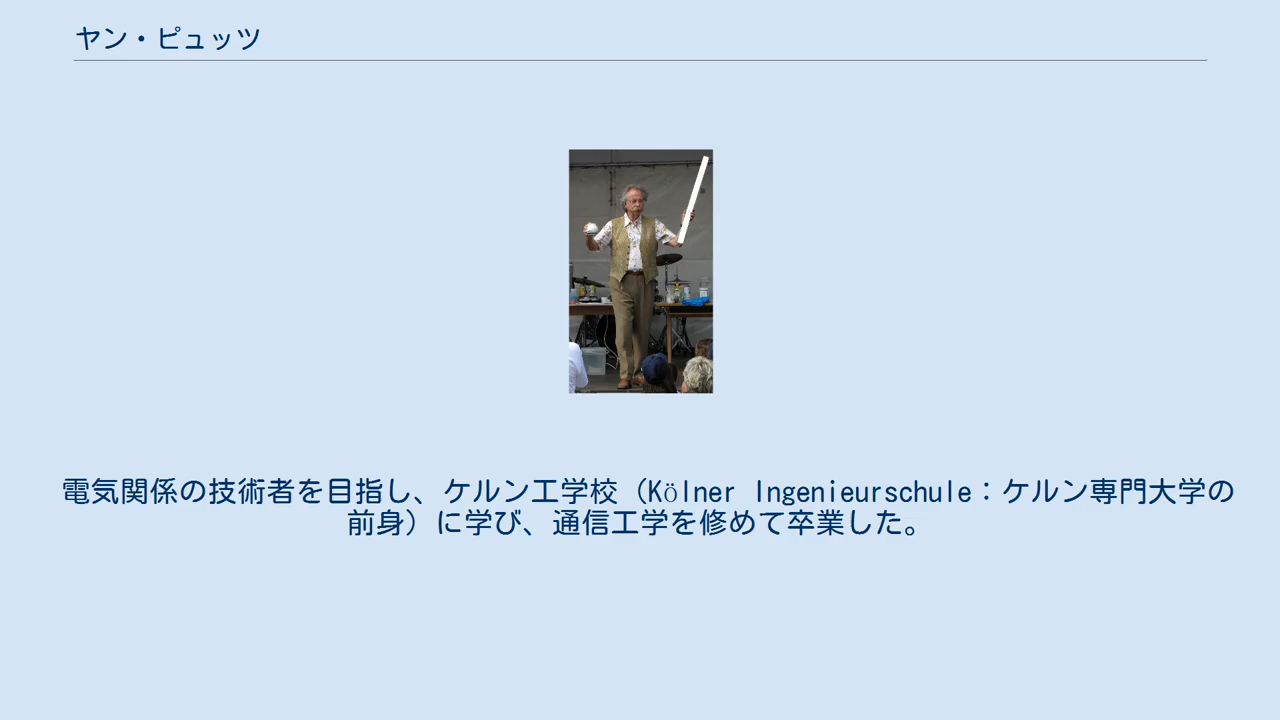 ヤン・ピュッツ
電気関係の技術者を目指し、ケルン工学校（Kölner Ingenieurschule：ケルン専門大学の
前身）に学び、通信工学を修めて卒業した。